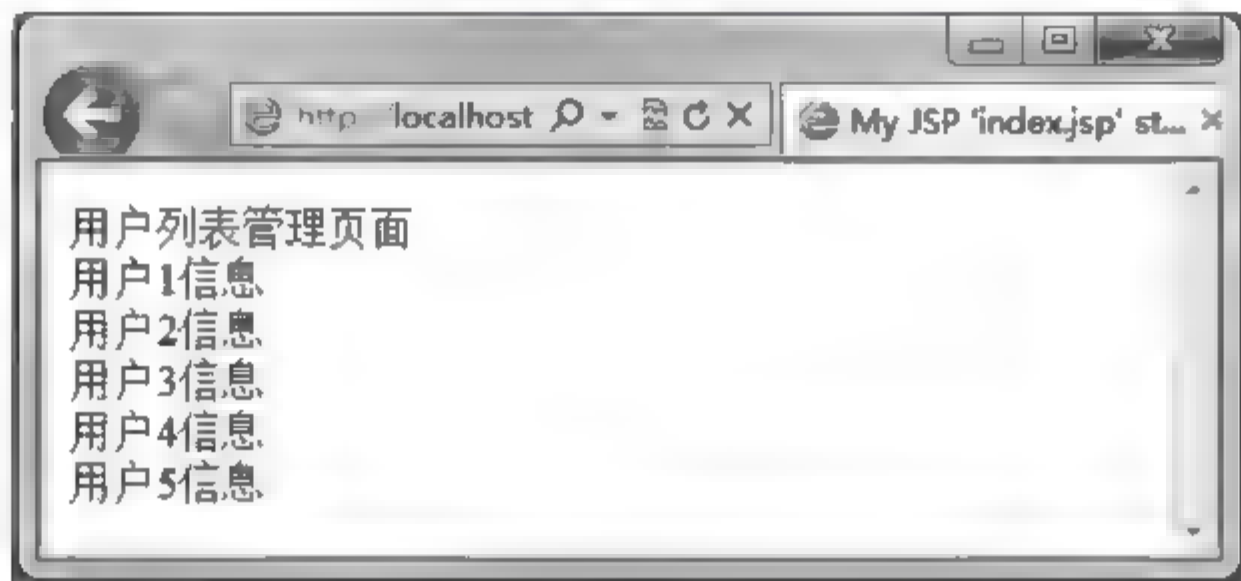 http localhost
My JSP 'index.jsp' st...
用户列表管理页面
用户1信息
用户2信息
用户3信息
用户4信息
用户5信息